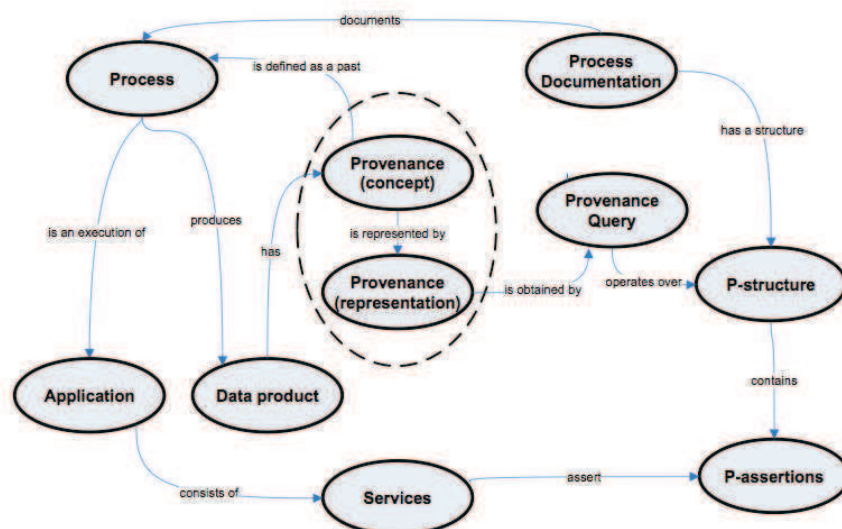 documents
Process
is defined as a past
Process
Documentation
has a structure
Provenance
(concept)
Provenance
Query
is an execution of
produces
has
is represented by
Provenance
(representation)
is obtained by
operates over
P-structure
Application
Data product
contains
consists of
Services
assert
P-assertions